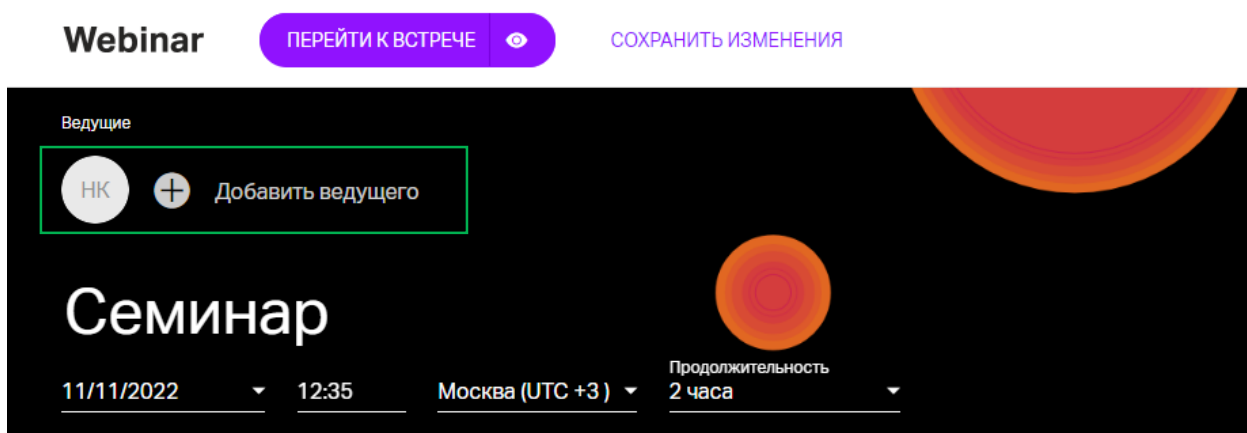 Webinar
ПЕРЕЙТИ К ВСТРЕЧЕ
СОХРАНИТЬ ИЗМЕНЕНИЯ
Ведущие
НК
Добавить ведущего
Семинар
Продолжительность
11/11/2022 12:35 Москва (UTC +3 ) 2 часа